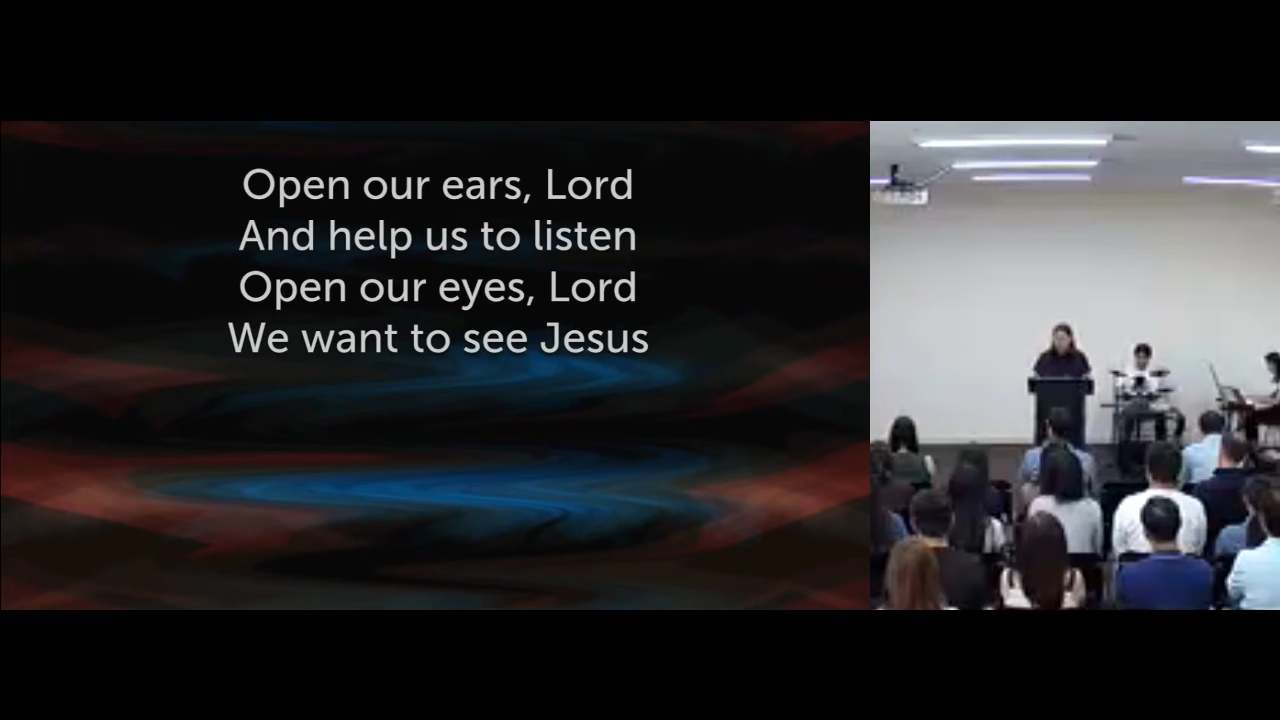 Open our ears, Lord
And help us to listen
Open our eyes, Lord
We want to see Jesus